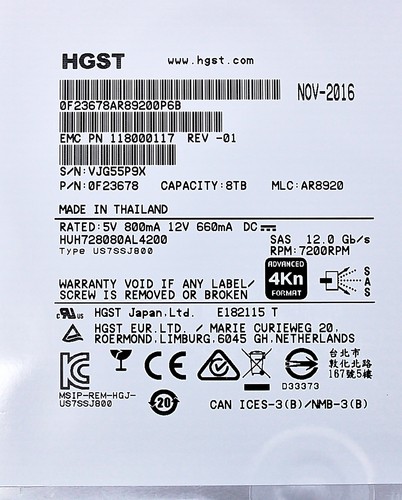 HGST www.hgst.com
NOV-2016
0F23678AR89200P6B
EMC PN 118000117 REV -01
S/N:VJG55P9X
P/N:0F23678 CAPACITY:8TB MLC:AR8920
MADE IN THAILAND
RATED:5V 800mA 12V 660mA DC
HUH728080AL4200 SAS 12.0 Gb/s
Type US7SSJ800 RPM:7200RPM
ADVANCED
4Kn
FORMAT
SAS
WARRANTY VOID IF ANY LABEL/
SCREW IS REMOVED OR BROKEN
c RU us HGST Japan,Ltd. E182115 T
HGST EUR.LTD. / MARIE CURIEWEG 20,
ROERMOND,LIMBURG,6045 GH.NETHERLANDS
CE
台北市
敦化北路
167號5樓
D33373
MSIP-REM-HGJ-
US7SSJ800
20
CAN ICES-3(B)/NMB-3(B)